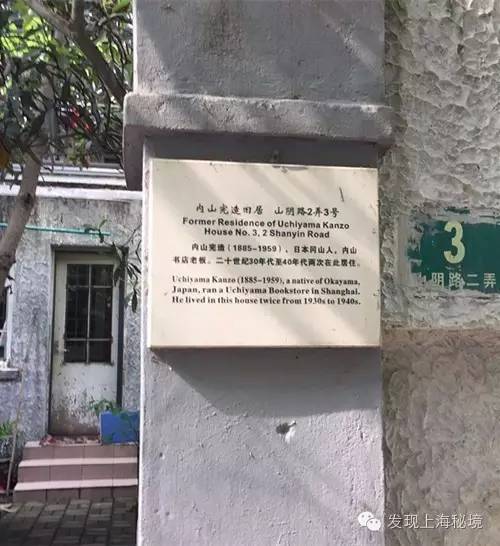 内山完造旧居 山阴路2弄3号
Former Residence of Uchiyama Kanzo
House No. 3, 2 Shanyin Road
内山完造(1885-1959)、日本冈山人,内山
书店老板。二十世纪30年代至40年代两次在此居住。
Uchiyama Kanzo (1885-1959), a native of Okayama,
Japan, ran a Uchiyama Bookstore in Shanghai.
He lived in this house twice from 1930s to 1940s.
3
山阴路二弄
发现上海秘境